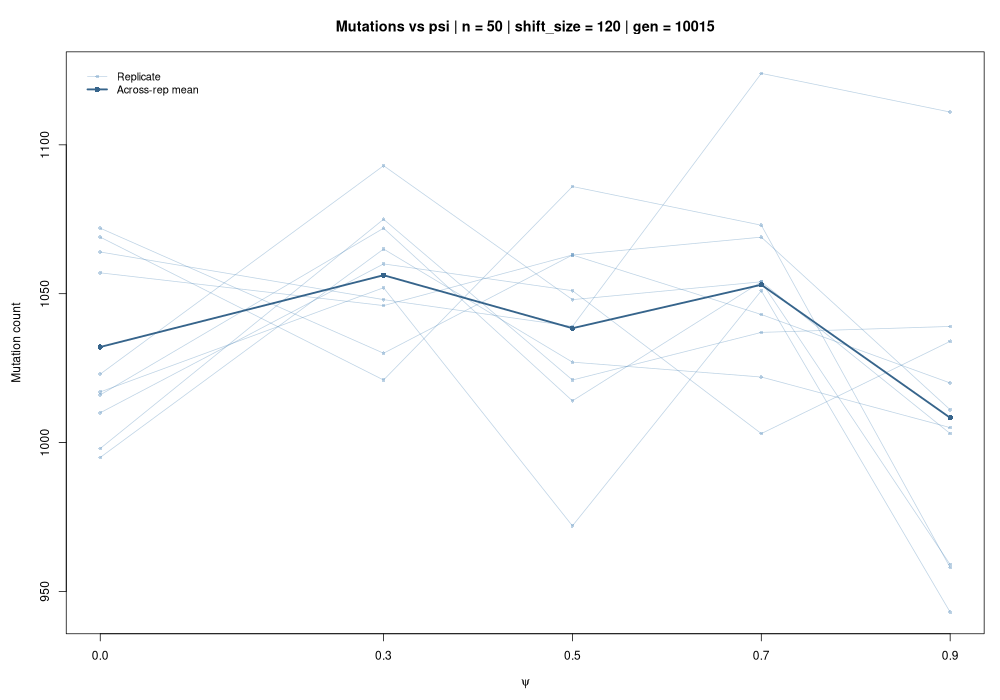 Mutations vs psi | n = 50 | shift_size = 120 | gen = 10015
Replicate
Across-rep mean
1100
1050
1000
950
Mutation count
0.0 0.3 0.5 0.7 0.9
ψ